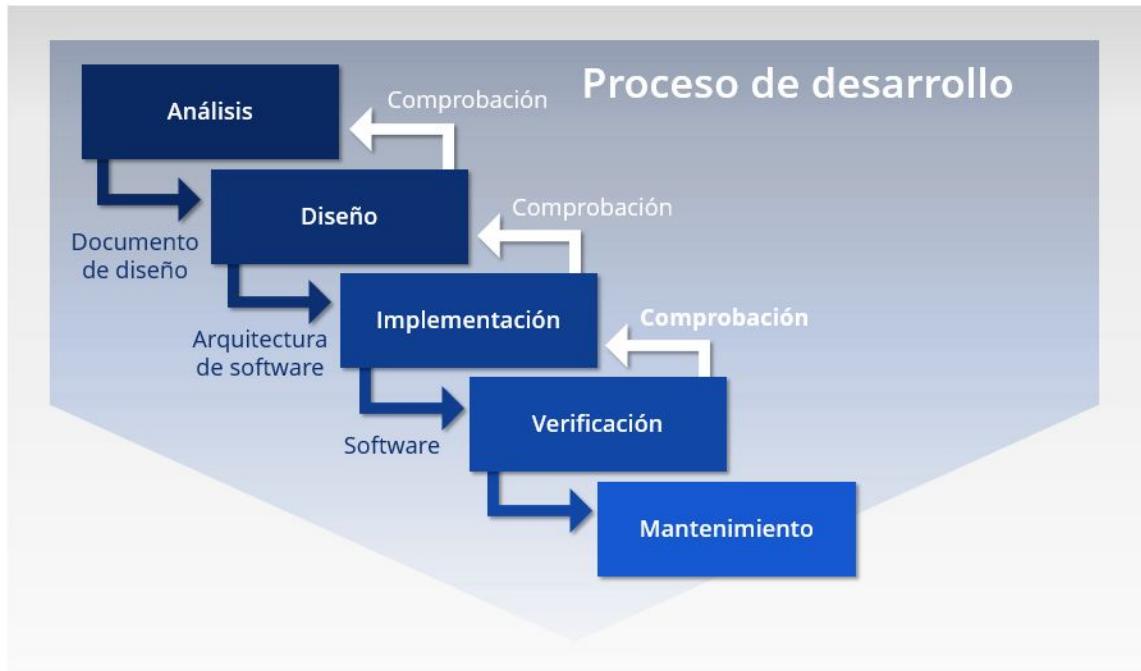 Proceso de desarrollo
Análisis
Comprobación
Documento
de diseño
Diseño
Comprobación
Arquitectura
de software
Implementación
Comprobación
Software
Verificación
Mantenimiento